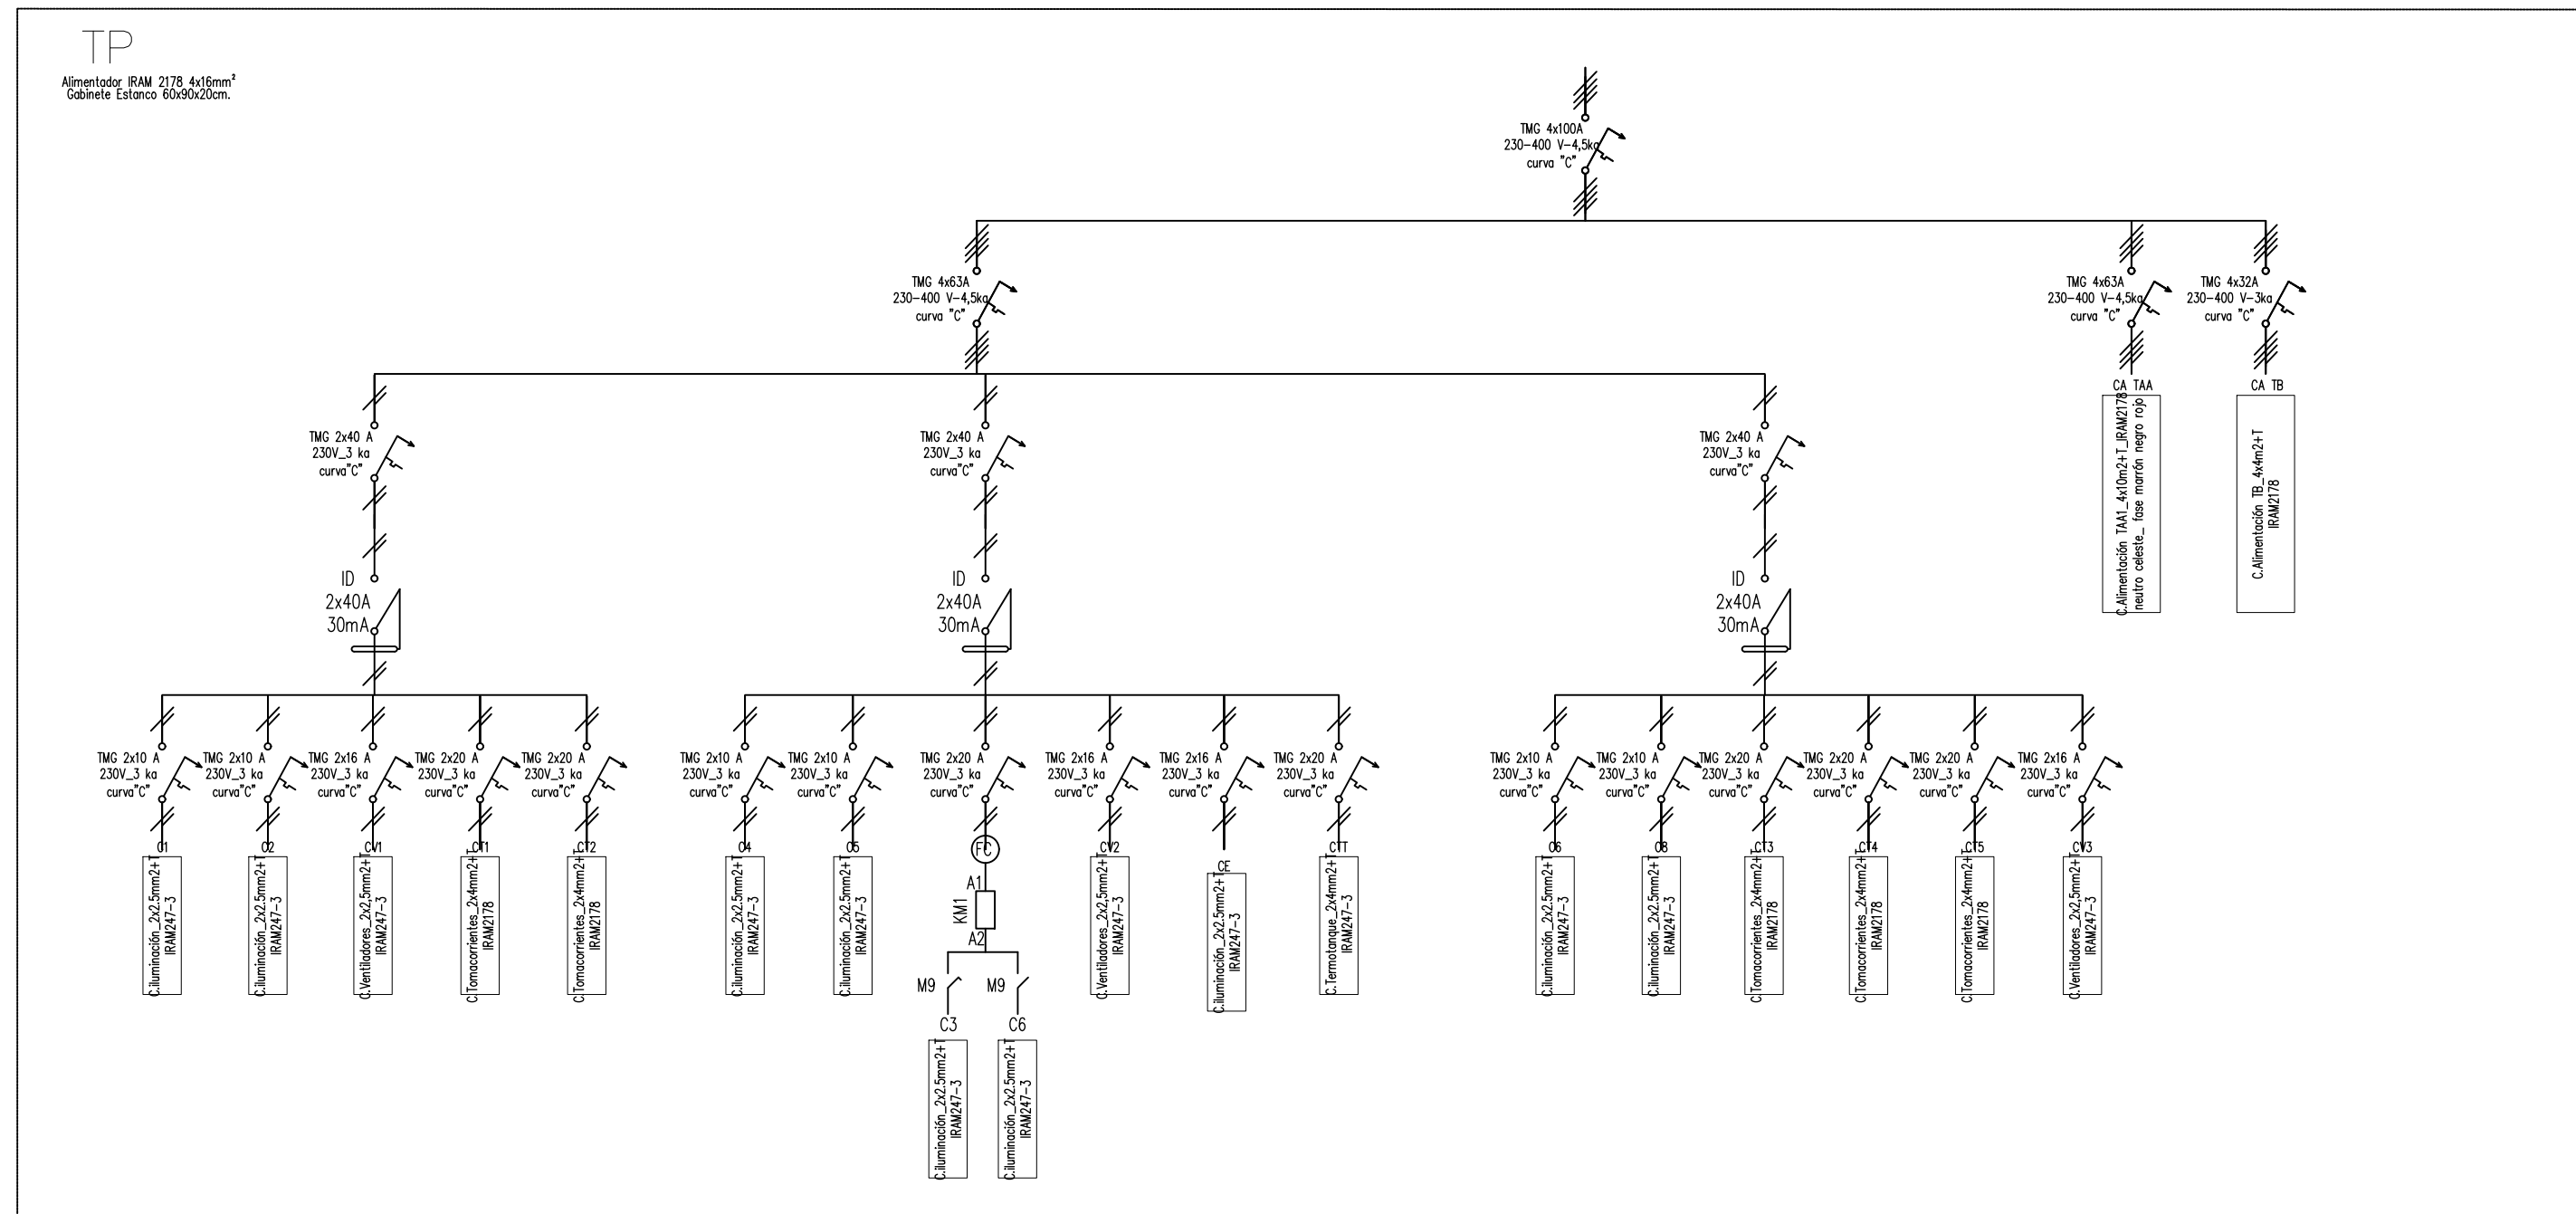 TP
Alimentador IRAM 2178 4x16mm²
Gabinete Estanco 60x90x20cm.
TMG 4x100A
230-400 V-4,5ka
curva "C"
TMG 4x63A
230-400 V-4,5ka
curva "C"
TMG 4x63A
230-400 V-4,5ka
curva "C"
TMG 4x32A
230-400 V-3ka
curva "C"
CA TAA
C.Alimentación TAA1_4x10m2+T_IRAM2178
neutro celeste_ fase marrón negro rojo
CA TB
C.Alimentación TB_4x4m2+T
IRAM2178
TMG 2x40 A
230V_3 ka
curva"C"
TMG 2x40 A
230V_3 ka
curva"C"
TMG 2x40 A
230V_3 ka
curva"C"
ID
2x40A
30mA
ID
2x40A
30mA
ID
2x40A
30mA
TMG 2x10 A
230V_3 ka
curva"C"
TMG 2x10 A
230V_3 ka
curva"C"
TMG 2x16 A
230V_3 ka
curva"C"
TMG 2x20 A
230V_3 ka
curva"C"
TMG 2x20 A
230V_3 ka
curva"C"
TMG 2x10 A
230V_3 ka
curva"C"
TMG 2x10 A
230V_3 ka
curva"C"
TMG 2x20 A
230V_3 ka
curva"C"
TMG 2x16 A
230V_3 ka
curva"C"
TMG 2x16 A
230V_3 ka
curva"C"
TMG 2x20 A
230V_3 ka
curva"C"
TMG 2x10 A
230V_3 ka
curva"C"
TMG 2x10 A
230V_3 ka
curva"C"
TMG 2x20 A
230V_3 ka
curva"C"
TMG 2x20 A
230V_3 ka
curva"C"
TMG 2x20 A
230V_3 ka
curva"C"
TMG 2x16 A
230V_3 ka
curva"C"
C1
C.iluminación_2x2.5mm2+T
IRAM247-3
C2
C.iluminación_2x2.5mm2+T
IRAM247-3
CV1
C.Ventiladores_2x2,5mm2+T
IRAM247-3
CT1
C.Tomacorrientes_2x4mm2+T
IRAM2178
CT2
C.Tomacorrientes_2x4mm2+T
IRAM2178
C4
C.iluminación_2x2.5mm2+T
IRAM247-3
C5
C.iluminación_2x2.5mm2+T
IRAM247-3
FC
A1
KM1
A2
M9
M9
C3
C.iluminación_2x2.5mm2+T
IRAM247-3
C6
C.iluminación_2x2.5mm2+T
IRAM247-3
CV2
C.Ventiladores_2x2,5mm2+T
IRAM247-3
CE
C.iluminación_2x2.5mm2+T
IRAM247-3
CTT
C.Termotanque_2x4mm2+T
IRAM247-3
C6
C.iluminación_2x2.5mm2+T
IRAM247-3
C8
C.iluminación_2x2.5mm2+T
IRAM247-3
CT3
C.Tomacorrientes_2x4mm2+T
IRAM2178
CT4
C.Tomacorrientes_2x4mm2+T
IRAM2178
CT5
C.Tomacorrientes_2x4mm2+T
IRAM2178
CV3
C.Ventiladores_2x2,5mm2+T
IRAM247-3